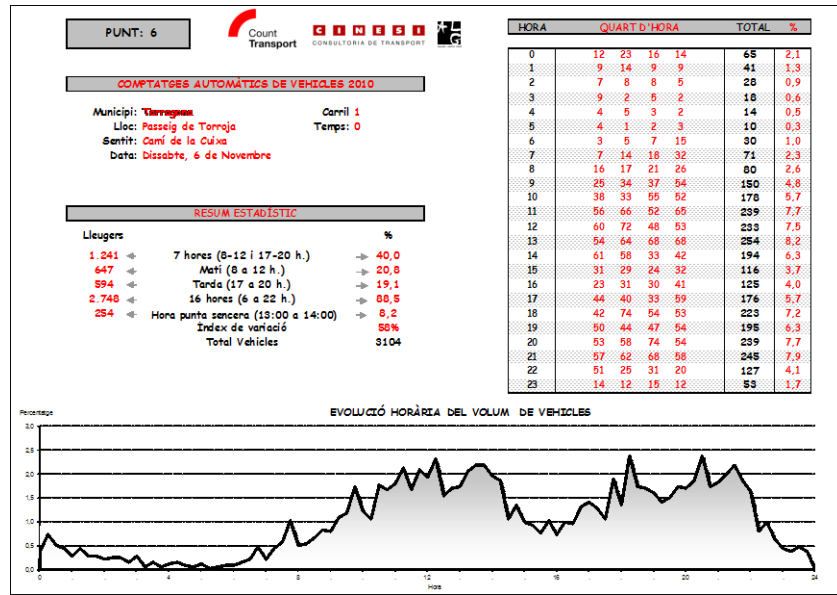 PUNT: 6
Count
Transport
CINESI
CONSULTORIA DE TRANSPORT
COMPTATGES AUTOMÀTICS DE VEHICLES 2010
Municipi: Carril 1
Lloc: Passeig de Torroja Temps: 0
Sentit: Camí de la Cuixa
Data: Dissabte, 6 de Novembre
RESUM ESTADÍSTIC
Lleugers %
1.241 7 hores (8-12 i 17-20 h.) 40,0
647 Matí (8 a 12 h.) 20,8
594 Tarda (17 a 20 h.) 19,1
2.748 16 hores (6 a 22 h.) 88,5
254 Hora punta sencera (13:00 a 14:00) 8,2
Índex de variació 58%
Total Vehicles 3104
HORA QUART D'HORA TOTAL %
0 12 23 16 14 65 2,1
1 9 14 9 9 41 1,3
2 7 8 8 5 28 0,9
3 9 2 5 2 18 0,6
4 4 5 3 2 14 0,5
5 4 1 2 3 10 0,3
6 3 5 7 15 30 1,0
7 7 14 18 32 71 2,3
8 16 17 21 26 80 2,6
9 25 34 37 54 150 4,8
10 38 33 55 52 178 5,7
11 56 66 52 65 239 7,7
12 60 72 48 53 233 7,5
13 54 64 68 68 254 8,2
14 61 58 33 42 194 6,3
15 31 29 24 32 116 3,7
16 23 31 30 41 125 4,0
17 44 40 33 59 176 5,7
18 42 74 54 53 223 7,2
19 50 44 47 54 195 6,3
20 53 58 74 54 239 7,7
21 57 62 68 58 245 7,9
22 51 25 31 20 127 4,1
23 14 12 15 12 53 1,7
EVOLUCIÓ HORÀRIA DEL VOLUM DE VEHICLES
Percentatge
3,0
2,5
2,0
1,5
1,0
0,5
0,0
0 4 8 12 16 20 24
Hora